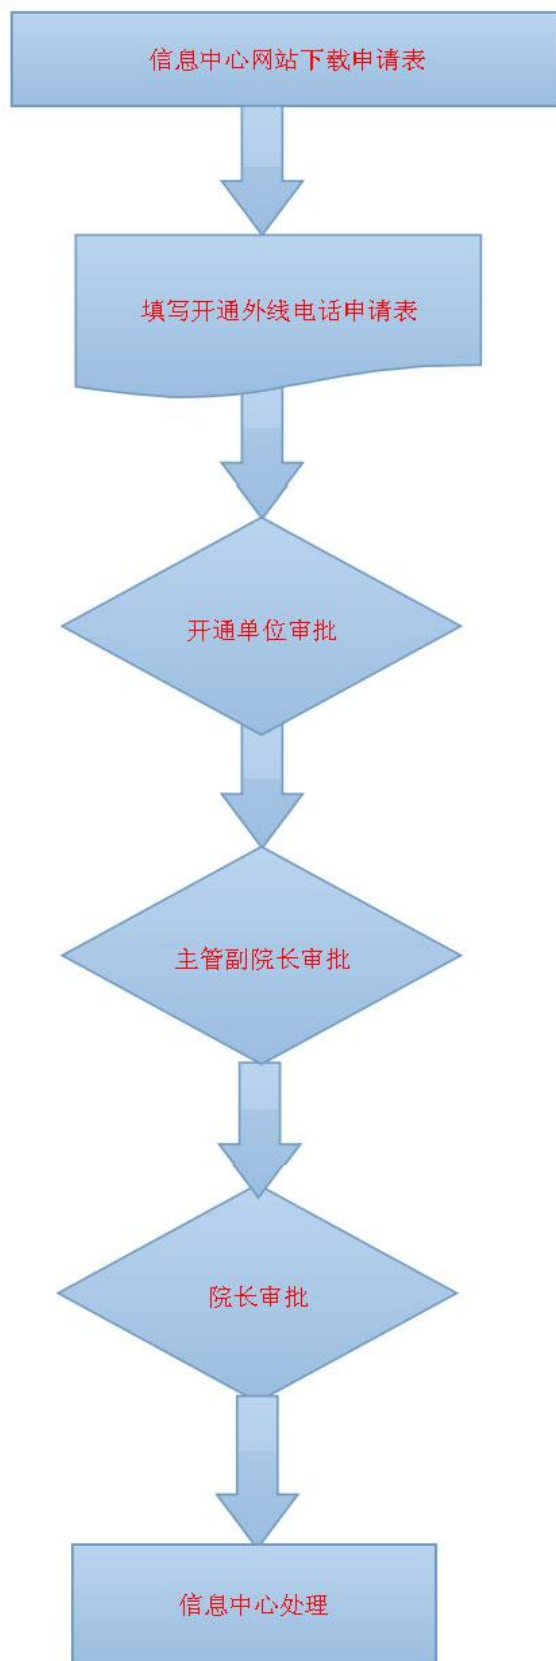 信息中心网站下载申请表
填写开通外线电话申请表
开通单位审批
主管副院长审批
院长审批
信息中心处理